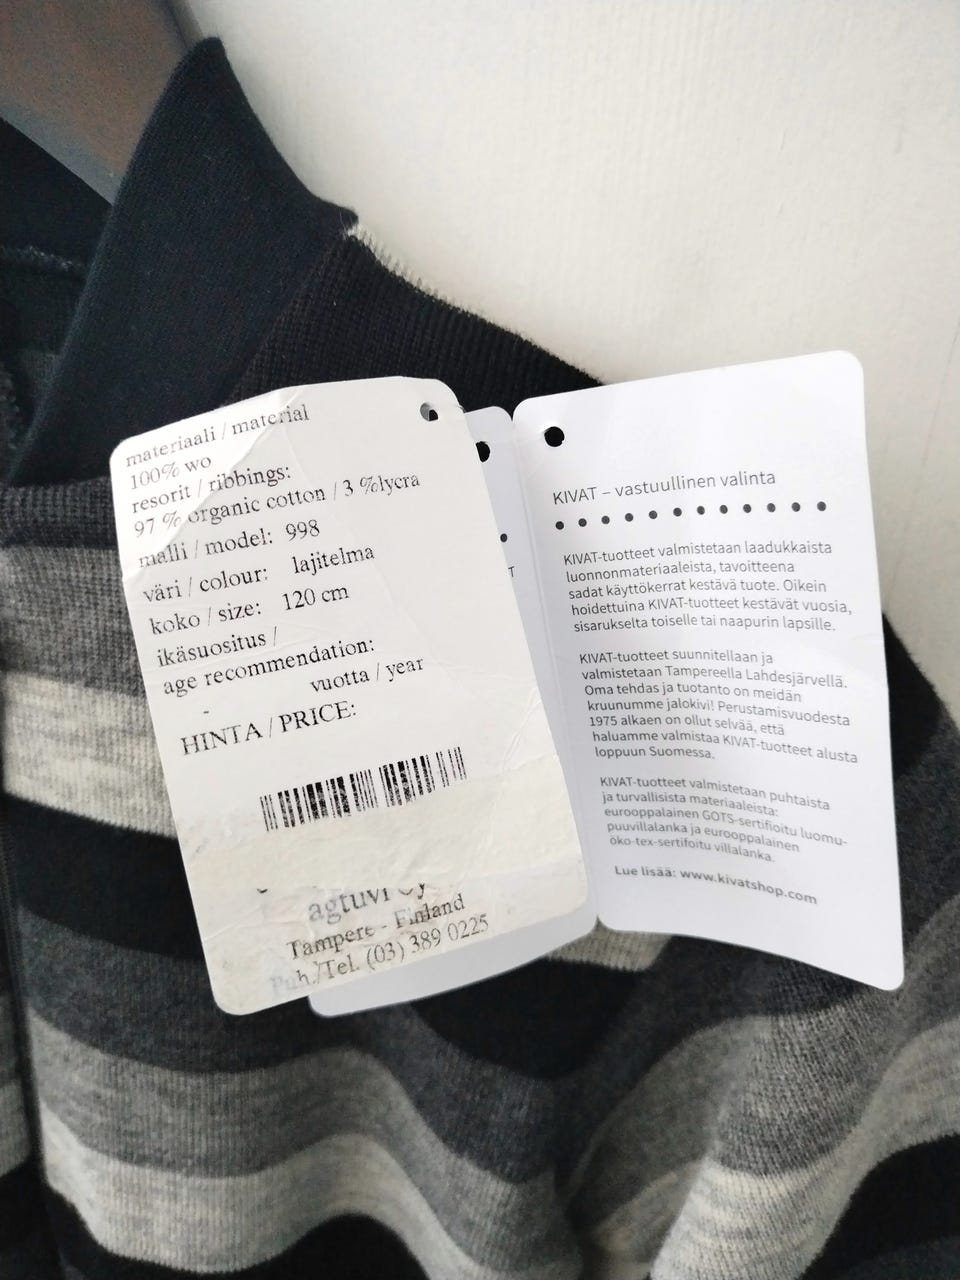 materiaali / material
100% wo
resorit / ribbings:
97 % organic cotton / 3 %lycra
malli / model: 998
väri / colour: lajitelma
koko / size: 120 cm
ikäsuositus /
age recommendation:
vuotta / year
-
HINTA / PRICE:
agtuvi oy
Tampere - Finland
Puh./Tel. (03) 389 0225
T
KIVAT – vastuullinen valinta
KIVAT-tuotteet valmistetaan laadukkaista
luonnonmateriaaleista, tavoitteena
sadat käyttökerrat kestävä tuote. Oikein
hoidettuina KIVAT-tuotteet kestävät vuosia,
sisarukselta toiselle tai naapurin lapsille.
KIVAT-tuotteet suunnitellaan ja
valmistetaan Tampereella Lahdesjärvellä.
Oma tehdas ja tuotanto on meidän
kruunumme jalokivi! Perustamisvuodesta
1975 alkaen on ollut selvää, että
haluamme valmistaa KIVAT-tuotteet alusta
loppuun Suomessa.
KIVAT-tuotteet valmistetaan puhtaista
ja turvallisista materiaaleista:
eurooppalainen GOTS-sertifioitu luomu-
puuvillalanka ja eurooppalainen
öko-tex-sertifoitu villalanka.
Lue lisää: www.kivatshop.com